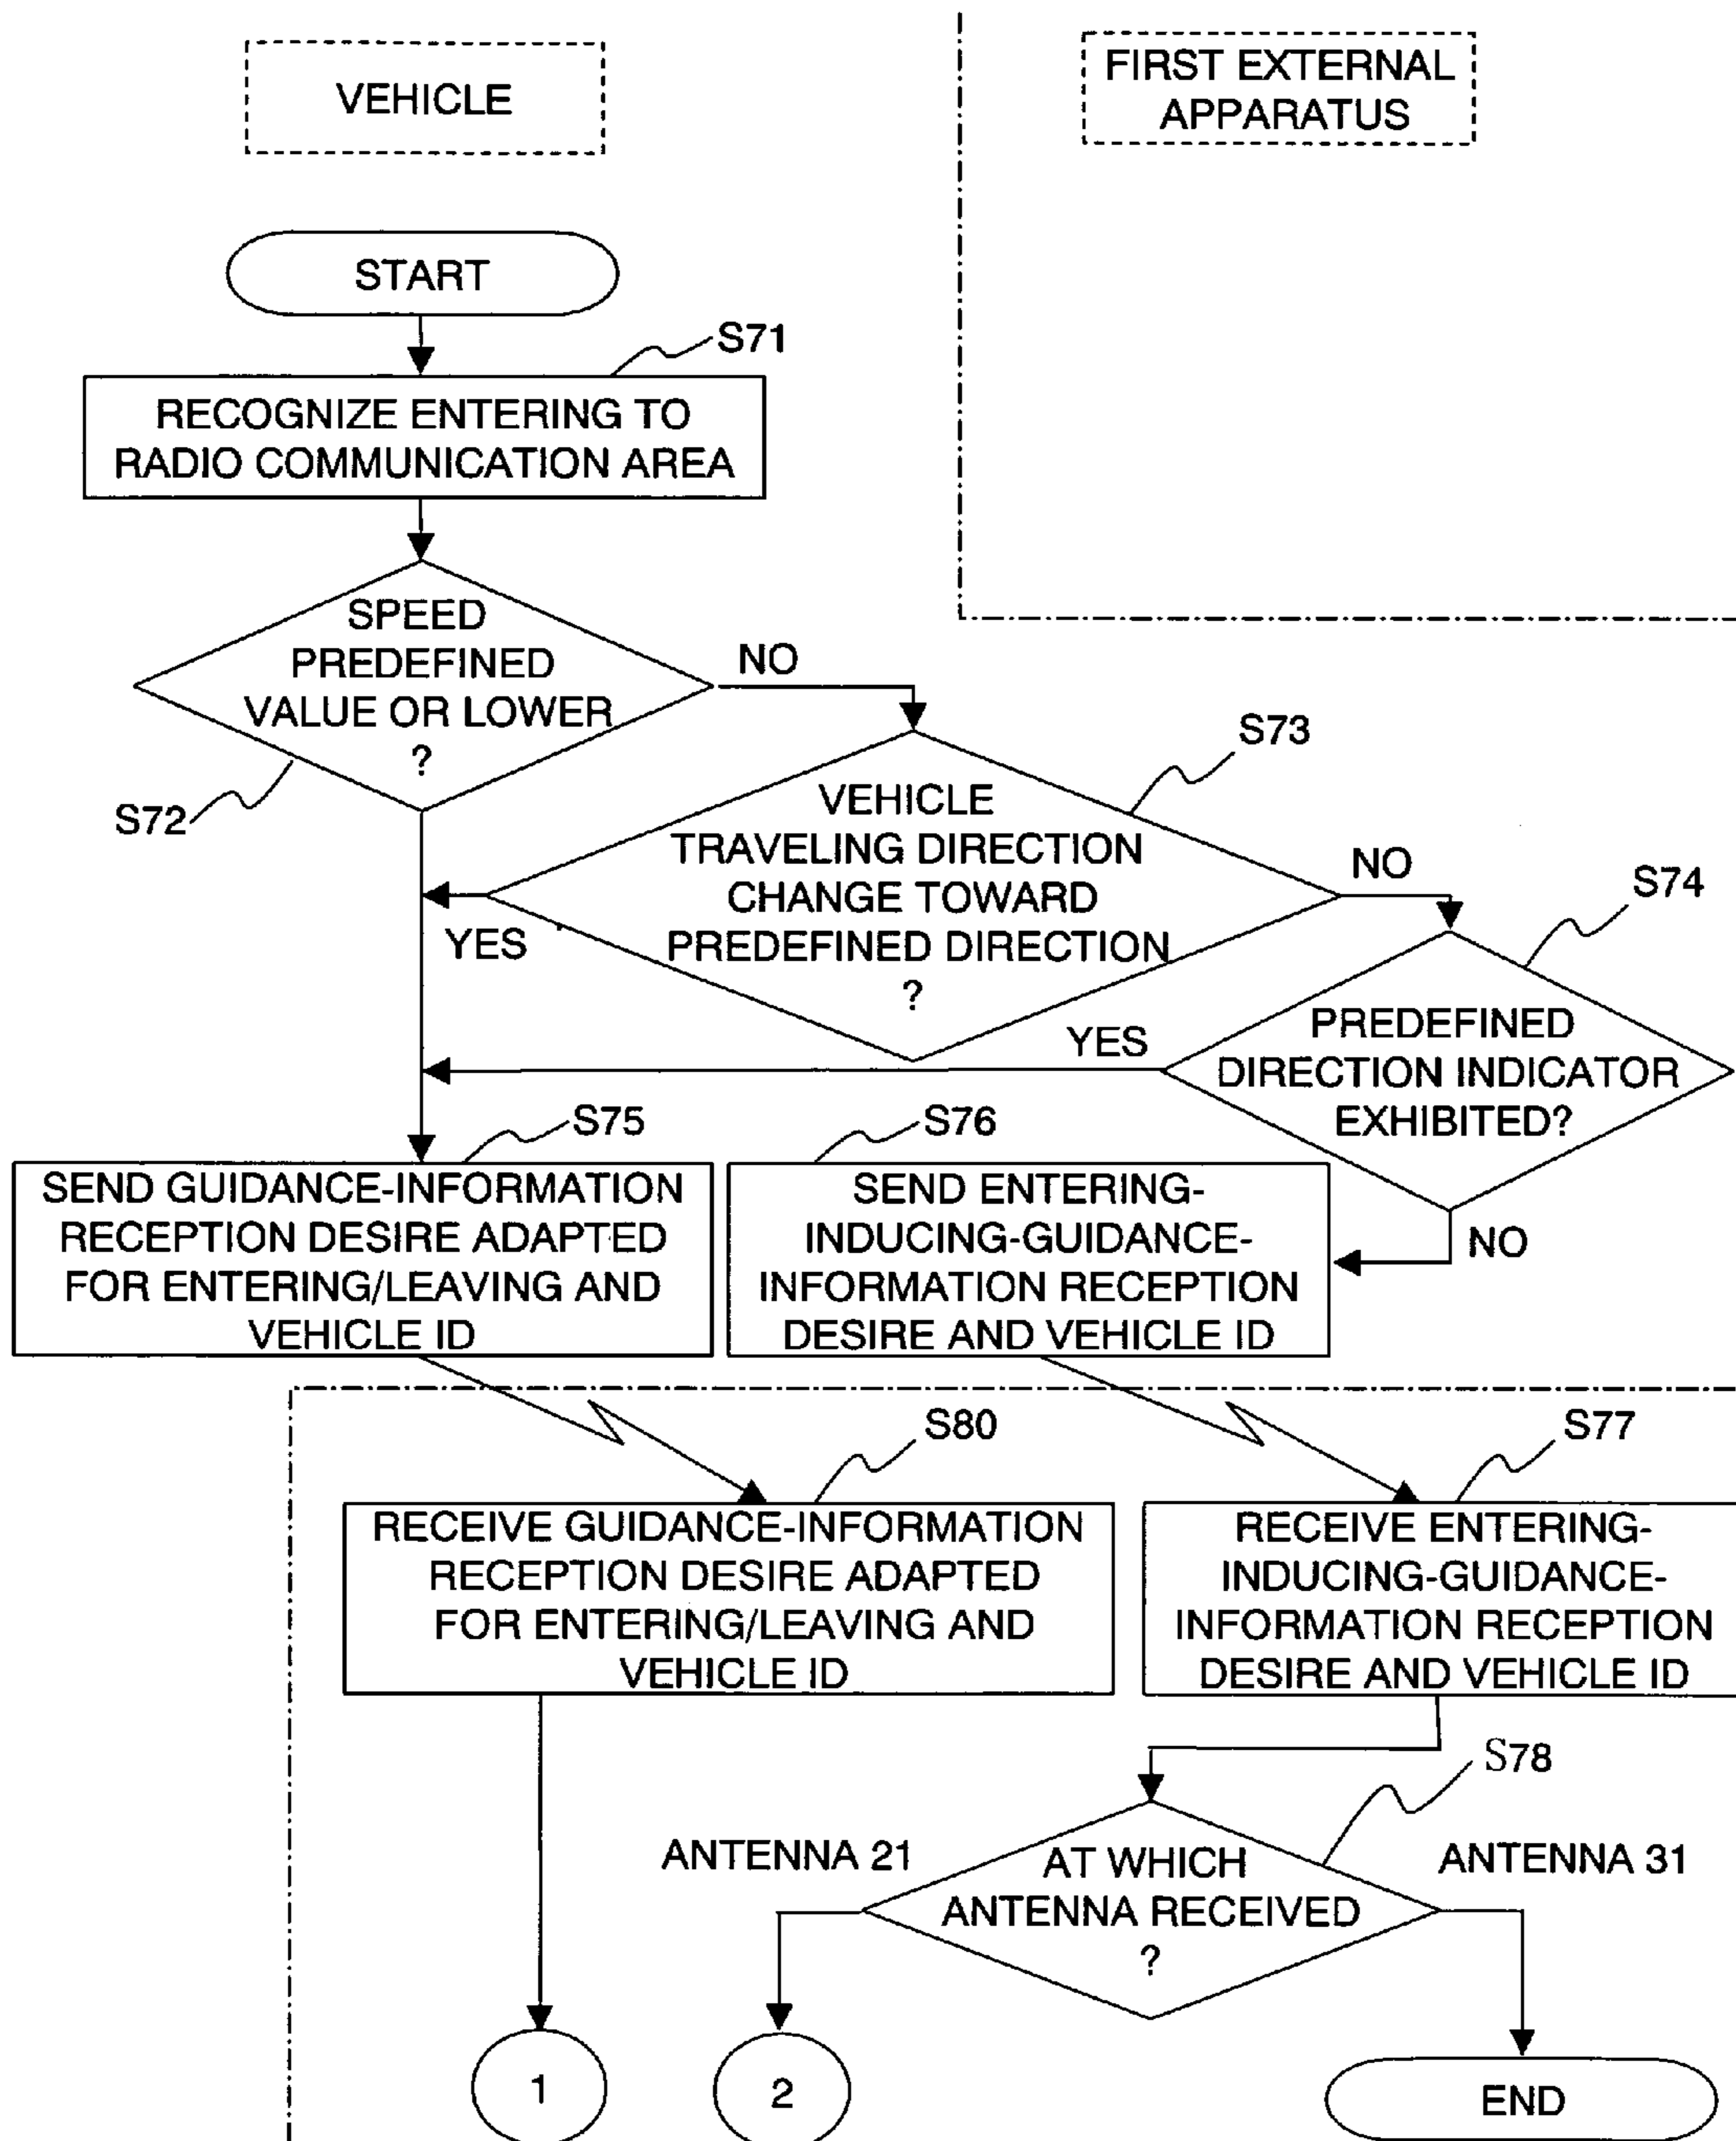 VEHICLE
FIRST EXTERNAL
APPARATUS
START
S71
RECOGNIZE ENTERING TO
RADIO COMMUNICATION AREA
SPEED
PREDEFINED
VALUE OR LOWER
?
NO
S72
S73
VEHICLE
TRAVELING DIRECTION
CHANGE TOWARD
PREDEFINED DIRECTION
?
YES
NO
S74
PREDEFINED
DIRECTION INDICATOR
EXHIBITED?
YES
NO
S75
SEND GUIDANCE-INFORMATION
RECEPTION DESIRE ADAPTED
FOR ENTERING/LEAVING AND
VEHICLE ID
S76
SEND ENTERING-
INDUCING-GUIDANCE-
INFORMATION RECEPTION
DESIRE AND VEHICLE ID
S80
RECEIVE GUIDANCE-INFORMATION
RECEPTION DESIRE ADAPTED
FOR ENTERING/LEAVING AND
VEHICLE ID
S77
RECEIVE ENTERING-
INDUCING-GUIDANCE-
INFORMATION RECEPTION
DESIRE AND VEHICLE ID
S78
ANTENNA 21
AT WHICH
ANTENNA RECEIVED
?
ANTENNA 31
1
2
END